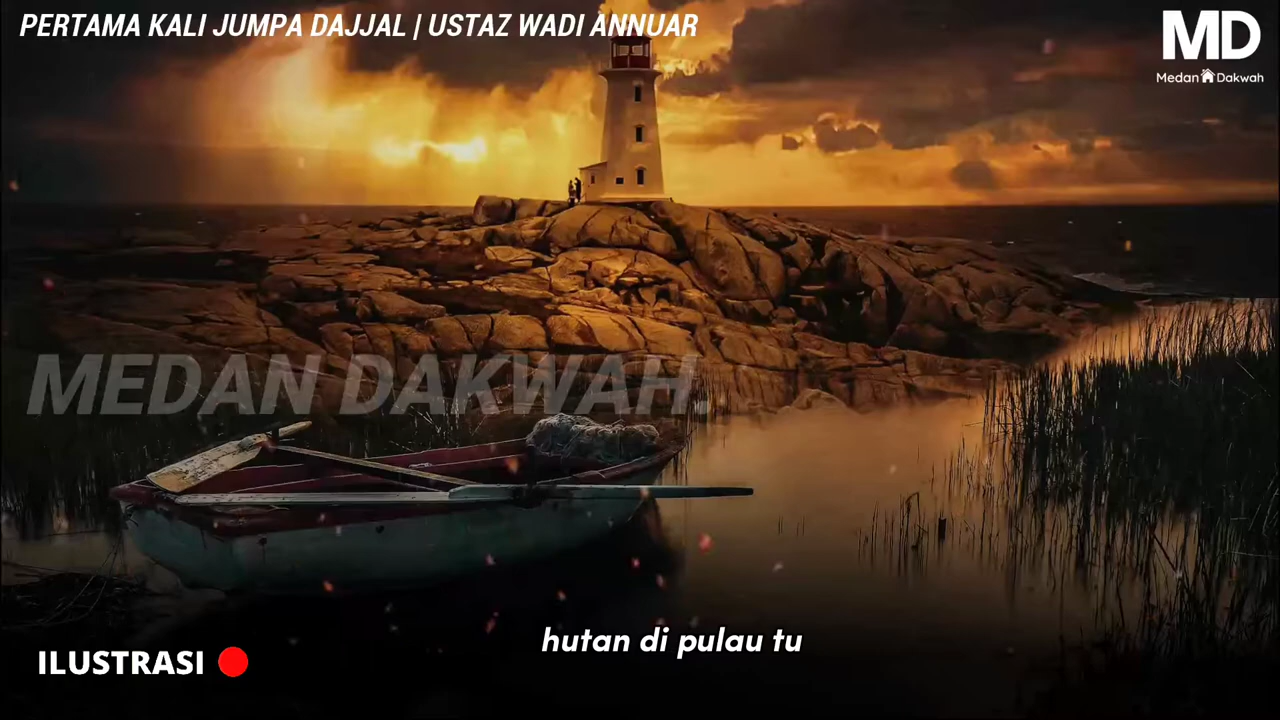 PERTAMA KALI JUMPA DAJJAL | USTAZ WADI ANNUAR
MD
Medan Dakwah
MEDAN DAKWAH.
hutan di pulau tu
ILUSTRASI